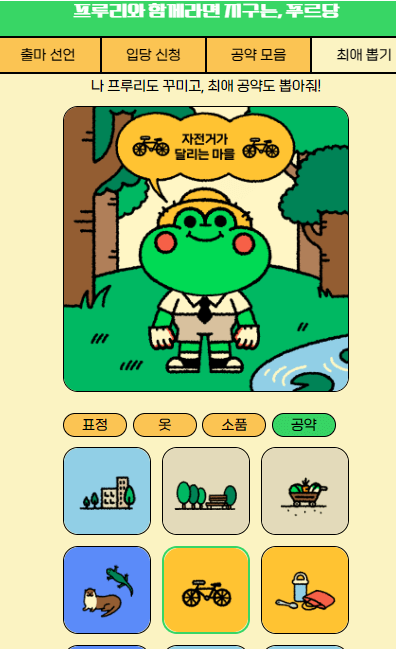 프루리와 함께라면 지구는, 푸르당
출마 선언
입당 신청
공약 모음
최애 뽑기
나 프루리도 꾸미고, 최애 공약도 뽑아줘!
자전거가
달리는 마을
표정
옷
소품
공약